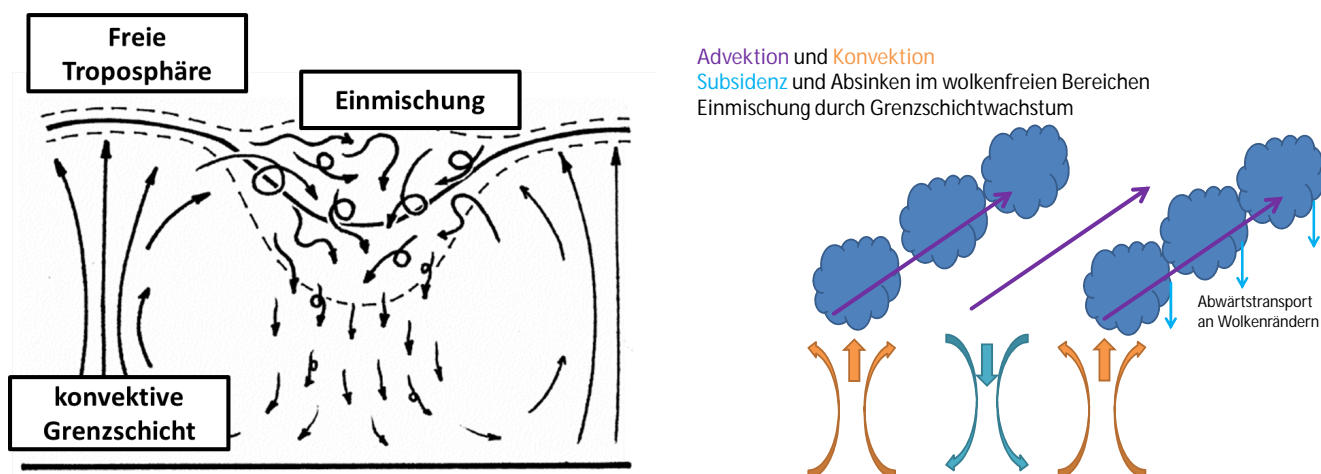 Freie
Troposphäre
Einmischung
konvektive
Grenzschicht
Advektion und Konvektion
Subsidenz und Absinken im wolkenfreien Bereichen
Einmischung durch Grenzschichtwachstum
Abwärtstransport
an Wolkenrändern